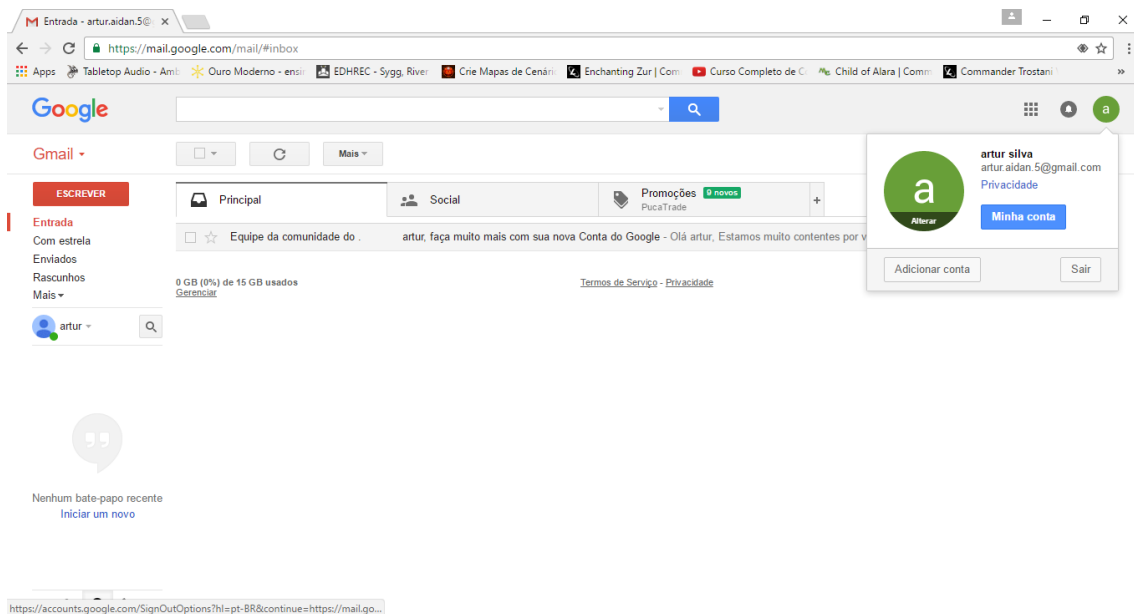 Entrada - artur.aidan.5@
https://mail.google.com/mail/#inbox
Apps Tabletop Audio - Amb Ouro Moderno - ensin EDHREC - Sygg, River Crie Mapas de Cenári Enchanting Zur | Com Curso Completo de C Child of Alara | Comm Commander Trostani »
Google
a
Gmail
Mais
artur silva
artur.aidan.5@gmail.com
Privacidade
Minha conta
a
Alterar
Adicionar conta
Sair
ESCREVER
Principal
Social
Promoções 9 novos
PucaTrade
+
Entrada
Com estrela
Enviados
Rascunhos
Mais
Equipe da comunidade do . artur, faça muito mais com sua nova Conta do Google - Olá artur, Estamos muito contentes por v
0 GB (0%) de 15 GB usados
Gerenciar
Termos de Serviço - Privacidade
artur
Nenhum bate-papo recente
Iniciar um novo
https://accounts.google.com/SignOutOptions?hl=pt-BR&continue=https://mail.go...